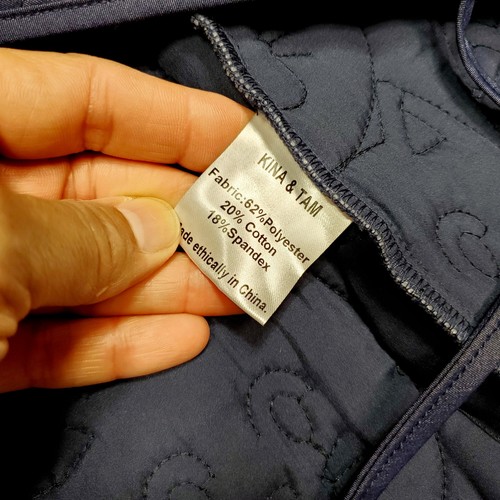 KINA & TAM
Fabric:62%Polyester
20% Cotton
18%Spandex
ade ethically in China.